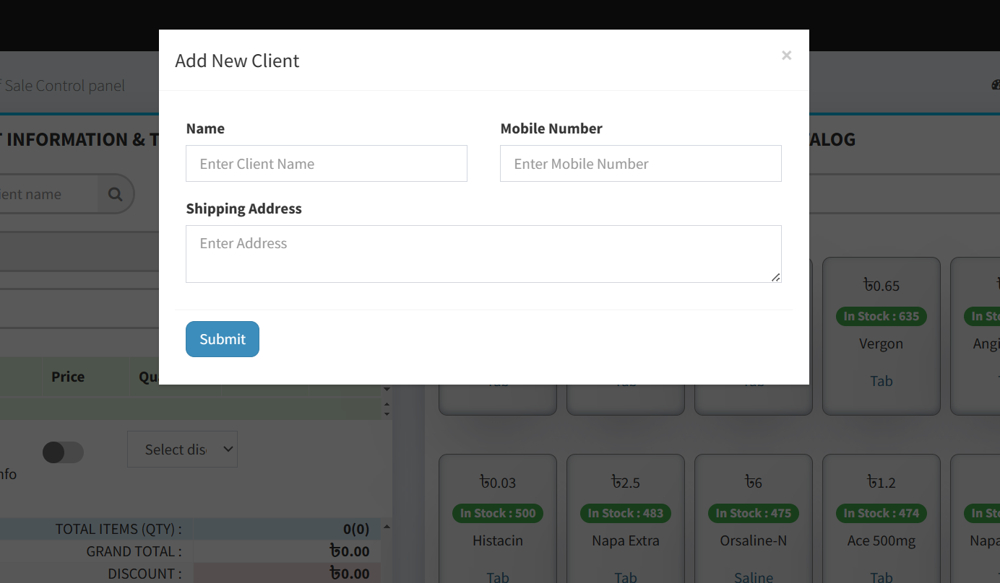 Add New Client
×
Sale Control panel
INFORMATION & T
ALOG
Name
Mobile Number
Enter Client Name
Enter Mobile Number
ient name
Shipping Address
Enter Address
Submit
৳0.65
In Stock : 635
Vergon
Tab
In St
Angi
Price
Qu
Tab
Tab
Tab
Select dis
nfo
৳0.03
In Stock : 500
Histacin
Tab
৳2.5
In Stock : 483
Napa Extra
Tab
৳6
In Stock : 475
Orsaline-N
Saline
৳1.2
In Stock : 474
Ace 500mg
Tab
In St
Napa
TOTAL ITEMS (QTY) : 0(0)
GRAND TOTAL : ৳0.00
DISCOUNT : ৳0.00